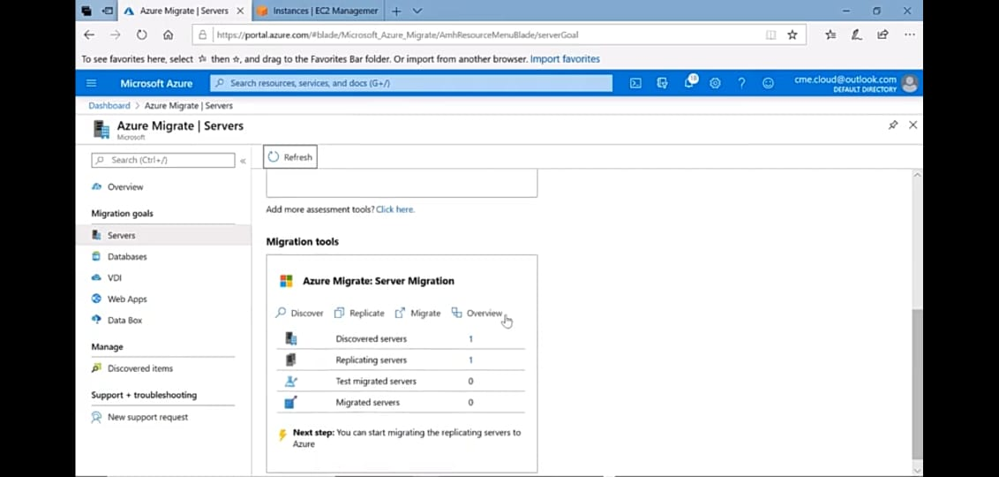 Azure Migrate | Servers
Instances | EC2 Managemer
https://portal.azure.com/#blade/Microsoft_Azure_Migrate/AmhResourceMenuBlade/serverGoal
To see favorites here, select ☆ then ☆, and drag to the Favorites Bar folder. Or import from another browser. Import favorites
Microsoft Azure
Search resources, services, and docs (G+/)
cme.cloud@outlook.com
DEFAULT DIRECTORY
Dashboard > Azure Migrate | Servers
Azure Migrate | Servers
Microsoft
Search (Ctrl+/)
Refresh
Overview
Migration goals
Servers
Databases
VDI
Web Apps
Data Box
Manage
Discovered items
Support + troubleshooting
New support request
Add more assessment tools? Click here.
Migration tools
Azure Migrate: Server Migration
Discover Replicate Migrate Overview
Discovered servers 1
Replicating servers 1
Test migrated servers 0
Migrated servers 0
Next step: You can start migrating the replicating servers to
Azure